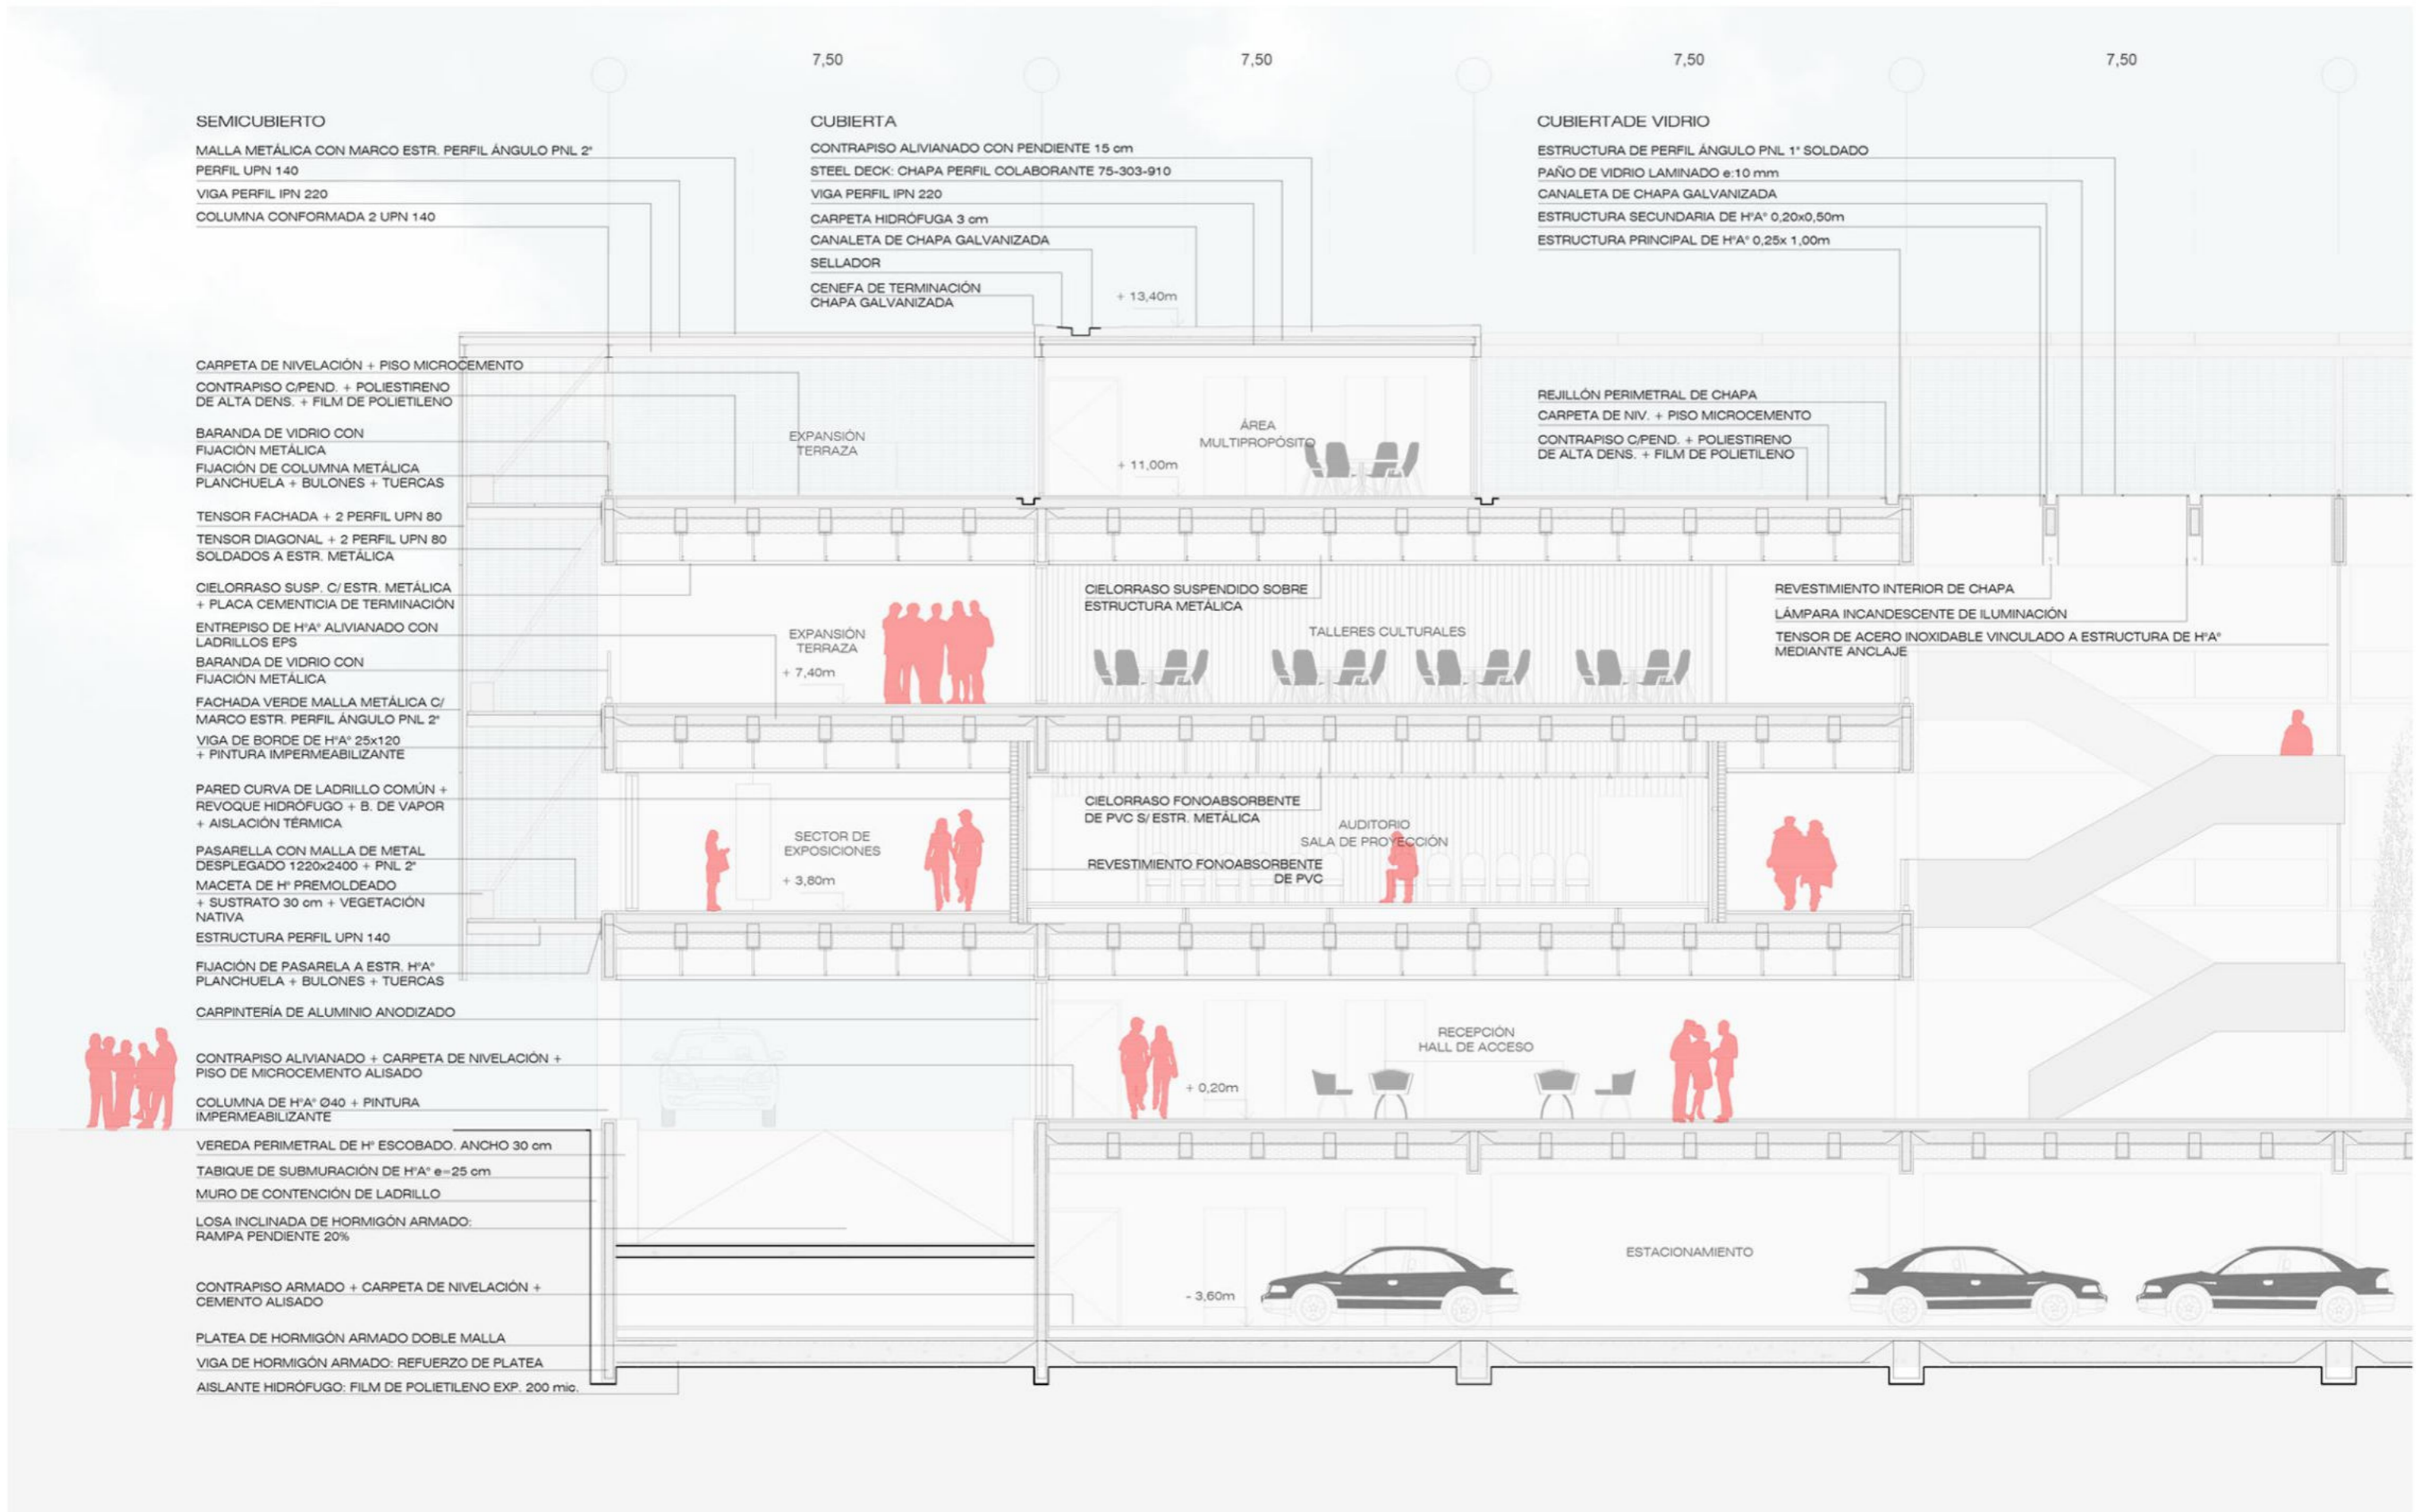 7,50
7,50
7,50
7,50
SEMICUBIERTO
MALLA METÁLICA CON MARCO ESTR. PERFIL ÁNGULO PNL 2"
PERFIL UPN 140
VIGA PERFIL IPN 220
COLUMNA CONFORMADA 2 UPN 140
CUBIERTA
CONTRAPISO ALIVIANADO CON PENDIENTE 15 cm
STEEL DECK: CHAPA PERFIL COLABORANTE 75-303-910
VIGA PERFIL IPN 220
CARPETA HIDRÓFUGA 3 cm
CANALETA DE CHAPA GALVANIZADA
SELLADOR
CENEFA DE TERMINACIÓN
CHAPA GALVANIZADA
CUBIERTADE VIDRIO
ESTRUCTURA DE PERFIL ÁNGULO PNL 1" SOLDADO
PAÑO DE VIDRIO LAMINADO e:10 mm
CANALETA DE CHAPA GALVANIZADA
ESTRUCTURA SECUNDARIA DE H°A° 0,20x0,50m
ESTRUCTURA PRINCIPAL DE H°A° 0,25x 1,00m
+ 13,40m
CARPETA DE NIVELACIÓN + PISO MICROCEMENTO
CONTRAPISO C/PEND. + POLIESTIRENO
DE ALTA DENS. + FILM DE POLIETILENO
BARANDA DE VIDRIO CON
FIJACIÓN METÁLICA
FIJACIÓN DE COLUMNA METÁLICA
PLANCHUELA + BULONES + TUERCAS
TENSOR FACHADA + 2 PERFIL UPN 80
TENSOR DIAGONAL + 2 PERFIL UPN 80
SOLDADOS A ESTR. METÁLICA
CIELORRASO SUSP. C/ ESTR. METÁLICA
+ PLACA CEMENTICIA DE TERMINACIÓN
ENTREPISO DE H°A° ALIVIANADO CON
LADRILLOS EPS
BARANDA DE VIDRIO CON
FIJACIÓN METÁLICA
FACHADA VERDE MALLA METÁLICA C/
MARCO ESTR. PERFIL ÁNGULO PNL 2"
VIGA DE BORDE DE H°A° 25x120
+ PINTURA IMPERMEABILIZANTE
PARED CURVA DE LADRILLO COMÚN +
REVOQUE HIDRÓFUGO + B. DE VAPOR
+ AISLACIÓN TÉRMICA
PASARELLA CON MALLA DE METAL
DESPLEGADO 1220x2400 + PNL 2"
MACETA DE H° PREMOLDEADO
+ SUSTRATO 30 cm + VEGETACIÓN
NATIVA
ESTRUCTURA PERFIL UPN 140
FIJACIÓN DE PASARELA A ESTR. H°A°
PLANCHUELA + BULONES + TUERCAS
CARPINTERÍA DE ALUMINIO ANODIZADO
CONTRAPISO ALIVIANADO + CARPETA DE NIVELACIÓN +
PISO DE MICROCEMENTO ALISADO
COLUMNA DE H°A° Ø40 + PINTURA
IMPERMEABILIZANTE
VEREDA PERIMETRAL DE H° ESCOBADO. ANCHO 30 cm
TABIQUE DE SUBMURACIÓN DE H°A° e=25 cm
MURO DE CONTENCIÓN DE LADRILLO
LOSA INCLINADA DE HORMIGÓN ARMADO:
RAMPA PENDIENTE 20%
CONTRAPISO ARMADO + CARPETA DE NIVELACIÓN +
CEMENTO ALISADO
PLATEA DE HORMIGÓN ARMADO DOBLE MALLA
VIGA DE HORMIGÓN ARMADO: REFUERZO DE PLATEA
AISLANTE HIDRÓFUGO: FILM DE POLIETILENO EXP. 200 mic.
EXPANSIÓN
TERRAZA
ÁREA
MULTIPROPÓSITO
+ 11,00m
REJILLÓN PERIMETRAL DE CHAPA
CARPETA DE NIV. + PISO MICROCEMENTO
CONTRAPISO C/PEND. + POLIESTIRENO
DE ALTA DENS. + FILM DE POLIETILENO
EXPANSIÓN
TERRAZA
+ 7,40m
CIELORRASO SUSPENDIDO SOBRE
ESTRUCTURA METÁLICA
TALLERES CULTURALES
REVESTIMIENTO INTERIOR DE CHAPA
LÁMPARA INCANDESCENTE DE ILUMINACIÓN
TENSOR DE ACERO INOXIDABLE VINCULADO A ESTRUCTURA DE H°A°
MEDIANTE ANCLAJE
SECTOR DE
EXPOSICIONES
+ 3,80m
CIELORRASO FONOABSORBENTE
DE PVC S/ ESTR. METÁLICA
AUDITORIO
SALA DE PROYECCIÓN
REVESTIMIENTO FONOABSORBENTE
DE PVC
RECEPCIÓN
HALL DE ACCESO
+ 0,20m
ESTACIONAMIENTO
- 3,60m